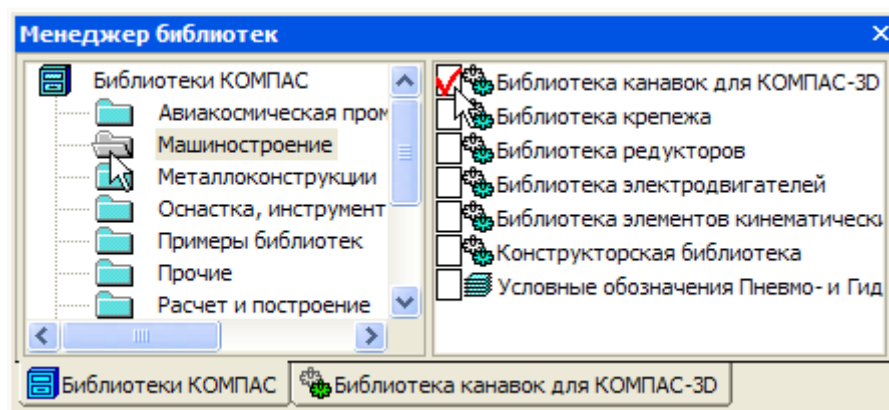 Менеджер библиотек
Библиотеки КОМПАС
Авиакосмическая пром
Машиностроение
Металлоконструкции
Оснастка, инструмент
Примеры библиотек
Прочие
Расчет и построение
Библиотека канавок для КОМПАС-3D
Библиотека крепежа
Библиотека редукторов
Библиотека электродвигателей
Библиотека элементов кинематически
Конструкторская библиотека
Условные обозначения Пневмо- и Гид
Библиотеки КОМПАС
Библиотека канавок для КОМПАС-3D